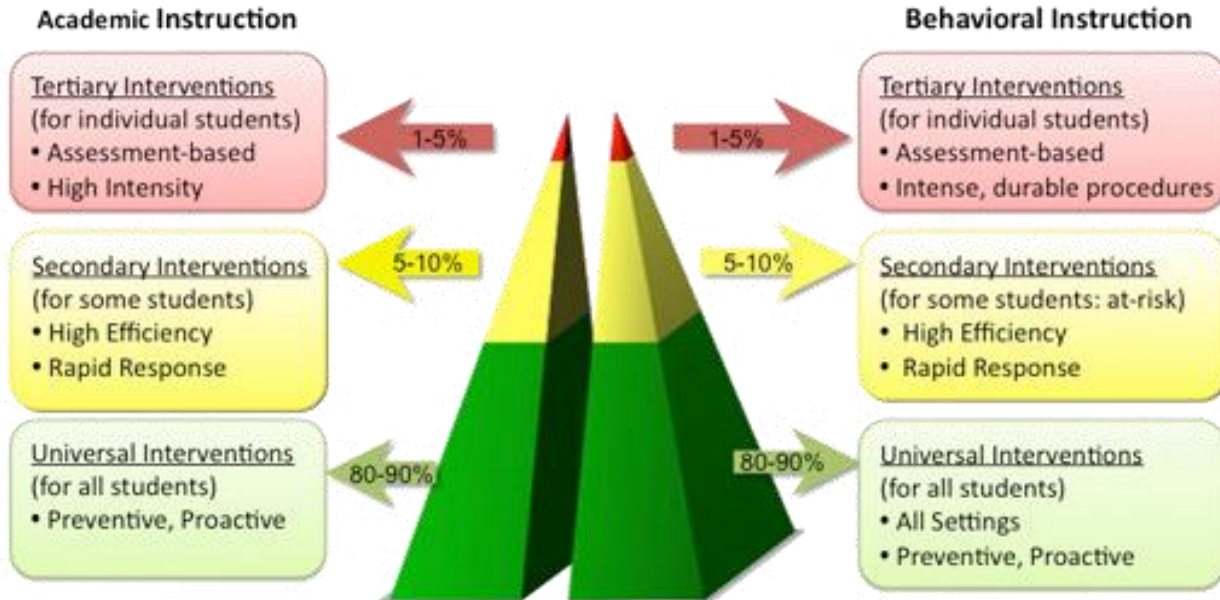 Academic Instruction
Tertiary Interventions
(for individual students)
• Assessment-based
• High Intensity
1-5%
Secondary Interventions
(for some students)
• High Efficiency
• Rapid Response
5-10%
Universal Interventions
(for all students)
• Preventive, Proactive
80-90%
Behavioral Instruction
1-5%
Tertiary Interventions
(for individual students)
• Assessment-based
• Intense, durable procedures
5-10%
Secondary Interventions
(for some students: at-risk)
• High Efficiency
• Rapid Response
80-90%
Universal Interventions
(for all students)
• All Settings
• Preventive, Proactive